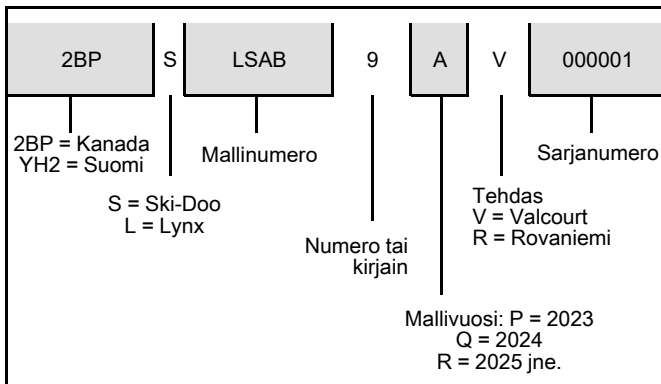 2BP S LSAB 9 A V 000001
2BP = Kanada
YH2 = Suomi
Mallinumero
Sarjanumero
S = Ski-Doo
L = Lynx
Tehdas
V = Valcourt
R = Rovaniemi
Numero tai
kirjain
Mallivuosi: P = 2023
Q = 2024
R = 2025 jne.